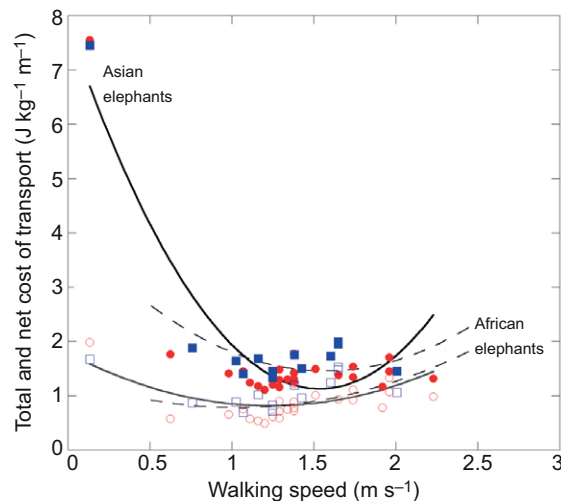 Total and net cost of transport (J kg⁻¹ m⁻¹)
8
7
6
5
4
3
2
1
0
Asian
elephants
African
elephants
0
0.5
1
1.5
2
2.5
3
Walking speed (m s⁻¹)